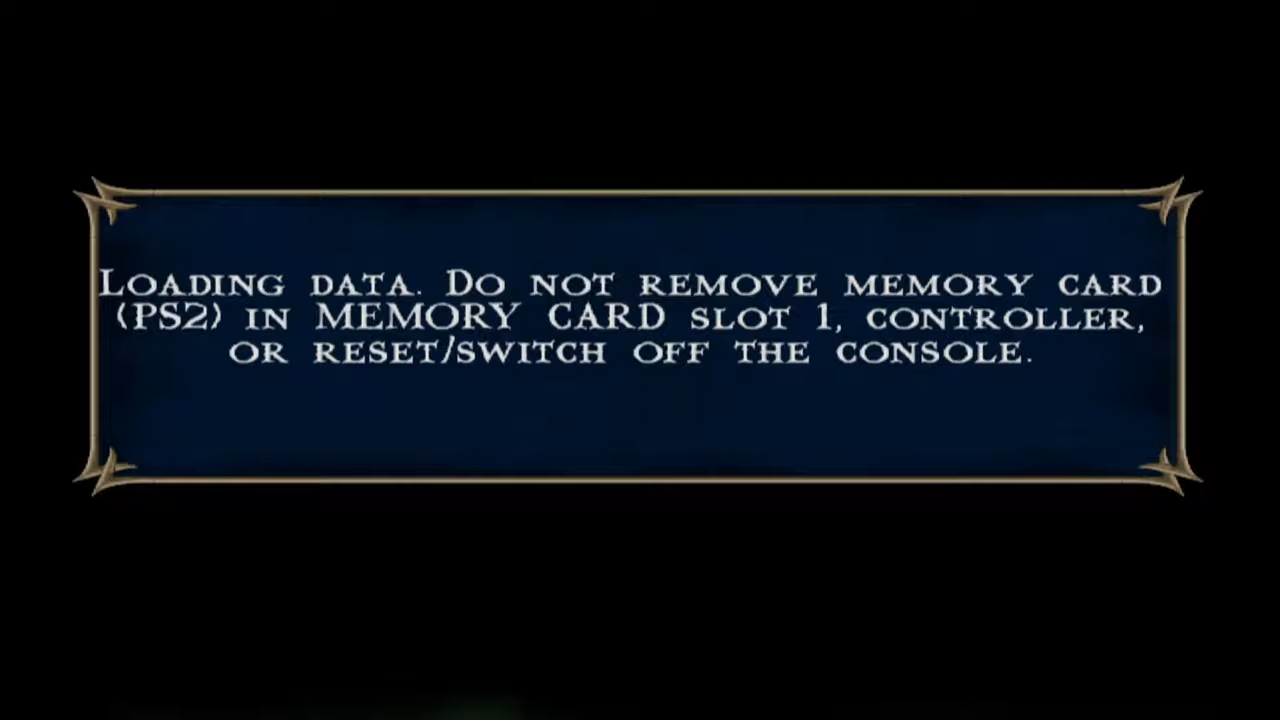 Loading data. Do not remove memory card
(PS2) in MEMORY CARD slot 1, controller,
or reset/switch off the console.